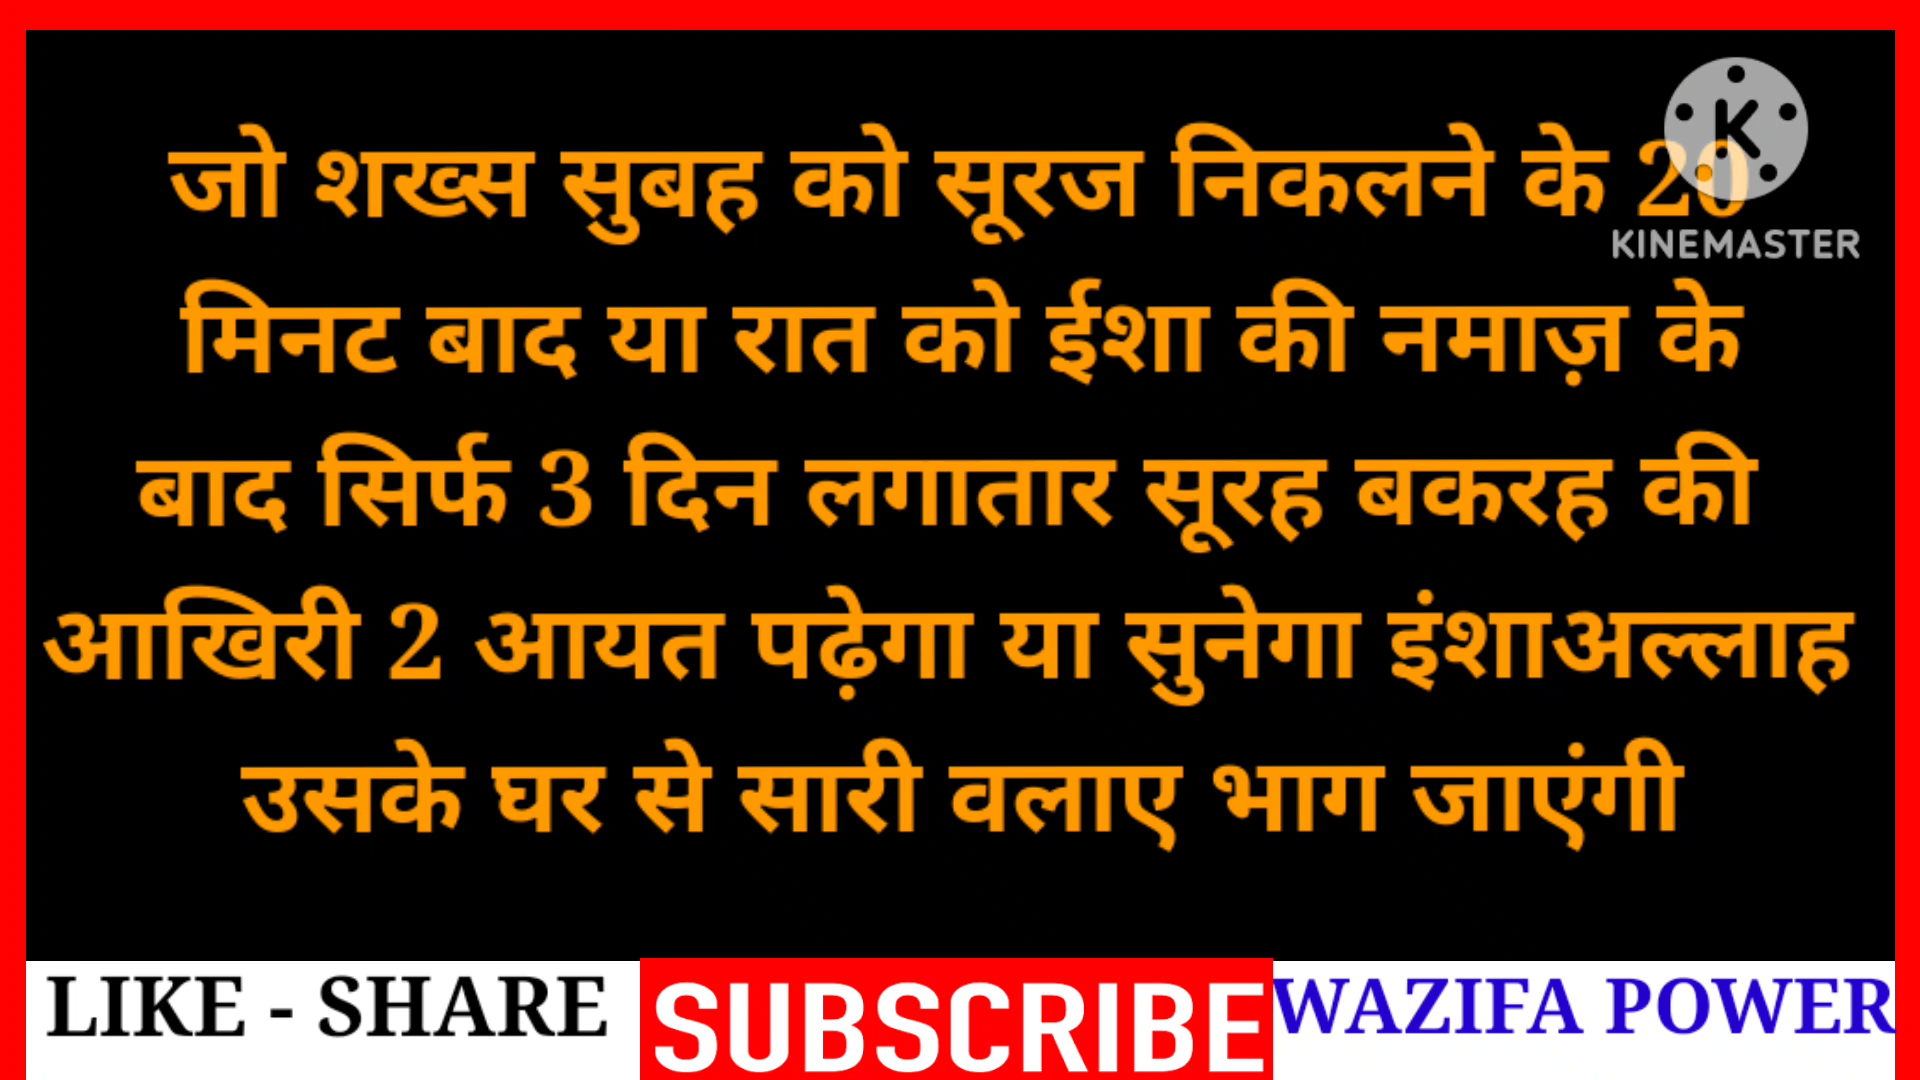 जो शख्स सुबह को सूरज निकलने के 20
मिनट बाद या रात को ईशा की नमाज़ के
बाद सिर्फ 3 दिन लगातार सूरह बकरह की
आखिरी 2 आयत पढ़ेगा या सुनेगा इंशाअल्लाह
उसके घर से सारी वलाए भाग जाएंगी
K
KINEMASTER
LIKE - SHARE SUBSCRIBE WAZIFA POWER